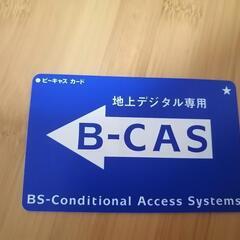 ビーキャス カード
地上デジタル専用
B-CAS
BS-Conditional Access Systems